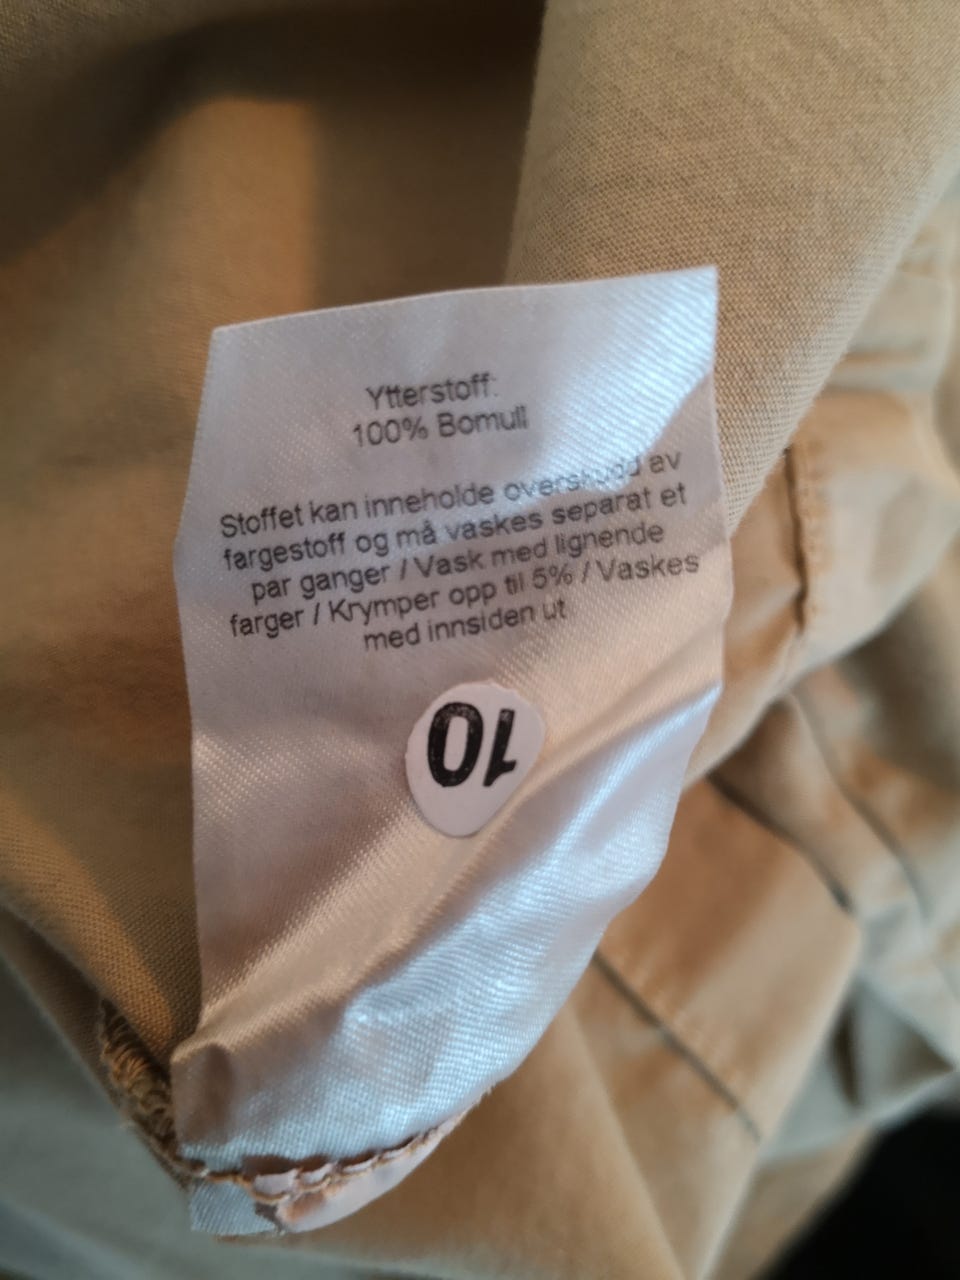 Ytterstoff:
100% Bomull
Stoffet kan inneholde overskudd av
fargestoff og må vaskes separat et
par ganger / Vask med lignende
farger / Krymper opp til 5% / Vaskes
med innsiden ut
10